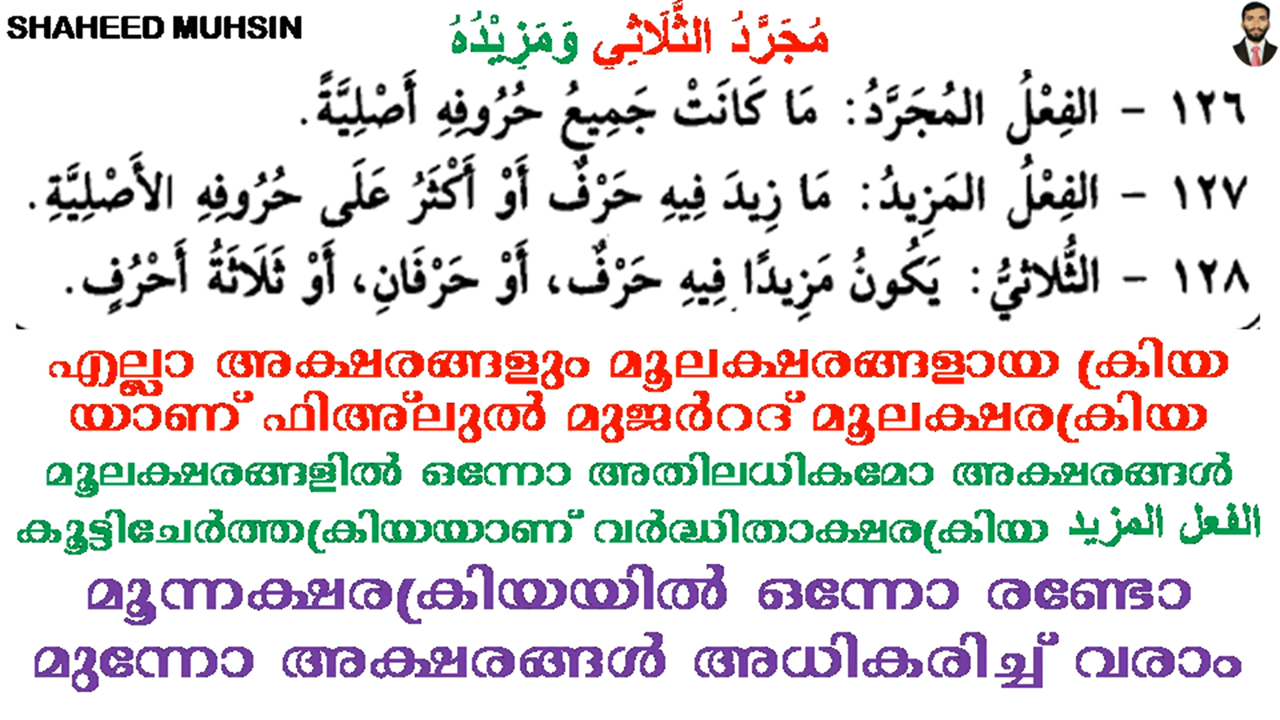 SHAHEED MUHSIN
مُجَرَّدُ الثَّلَاثِي وَمَزِيْدُهُ
١٢٦ - الفِعْلُ المُجَرَّدُ: مَا كَانَتْ جَمِيعُ حُرُوفِهِ أَصْلِيَّةً.
١٢٧ - الفِعْلُ المَزِيدُ: مَا زِيدَ فِيهِ حَرْفٌ أَوْ أَكْثَرُ عَلَى حُرُوفِهِ الأَصْلِيَّةِ.
١٢٨ - الثُّلاثيُّ: يَكُونُ مَزِيدًا فِيهِ حَرْفٌ، أَوْ حَرْفَانِ، أَوْ ثَلَاثَةُ أَحْرُفٍ.
എല്ലാ അക്ഷരങ്ങളും മൂലക്ഷരങ്ങളായ ക്രിയ
യാണ് ഫിഅ്ലുൽ മുജർറദ് മൂലക്ഷരക്രിയ
മൂലക്ഷരങ്ങളിൽ ഒന്നോ അതിലധികമോ അക്ഷരങ്ങൾ
കൂട്ടിചേർത്തക്രിയയാണ് വർദ്ധിതാക്ഷരക്രിയ الفعل المزيد
മൂന്നക്ഷരക്രിയയിൽ ഒന്നോ രണ്ടോ
മുന്നോ അക്ഷരങ്ങൾ അധികരിച്ച് വരാം